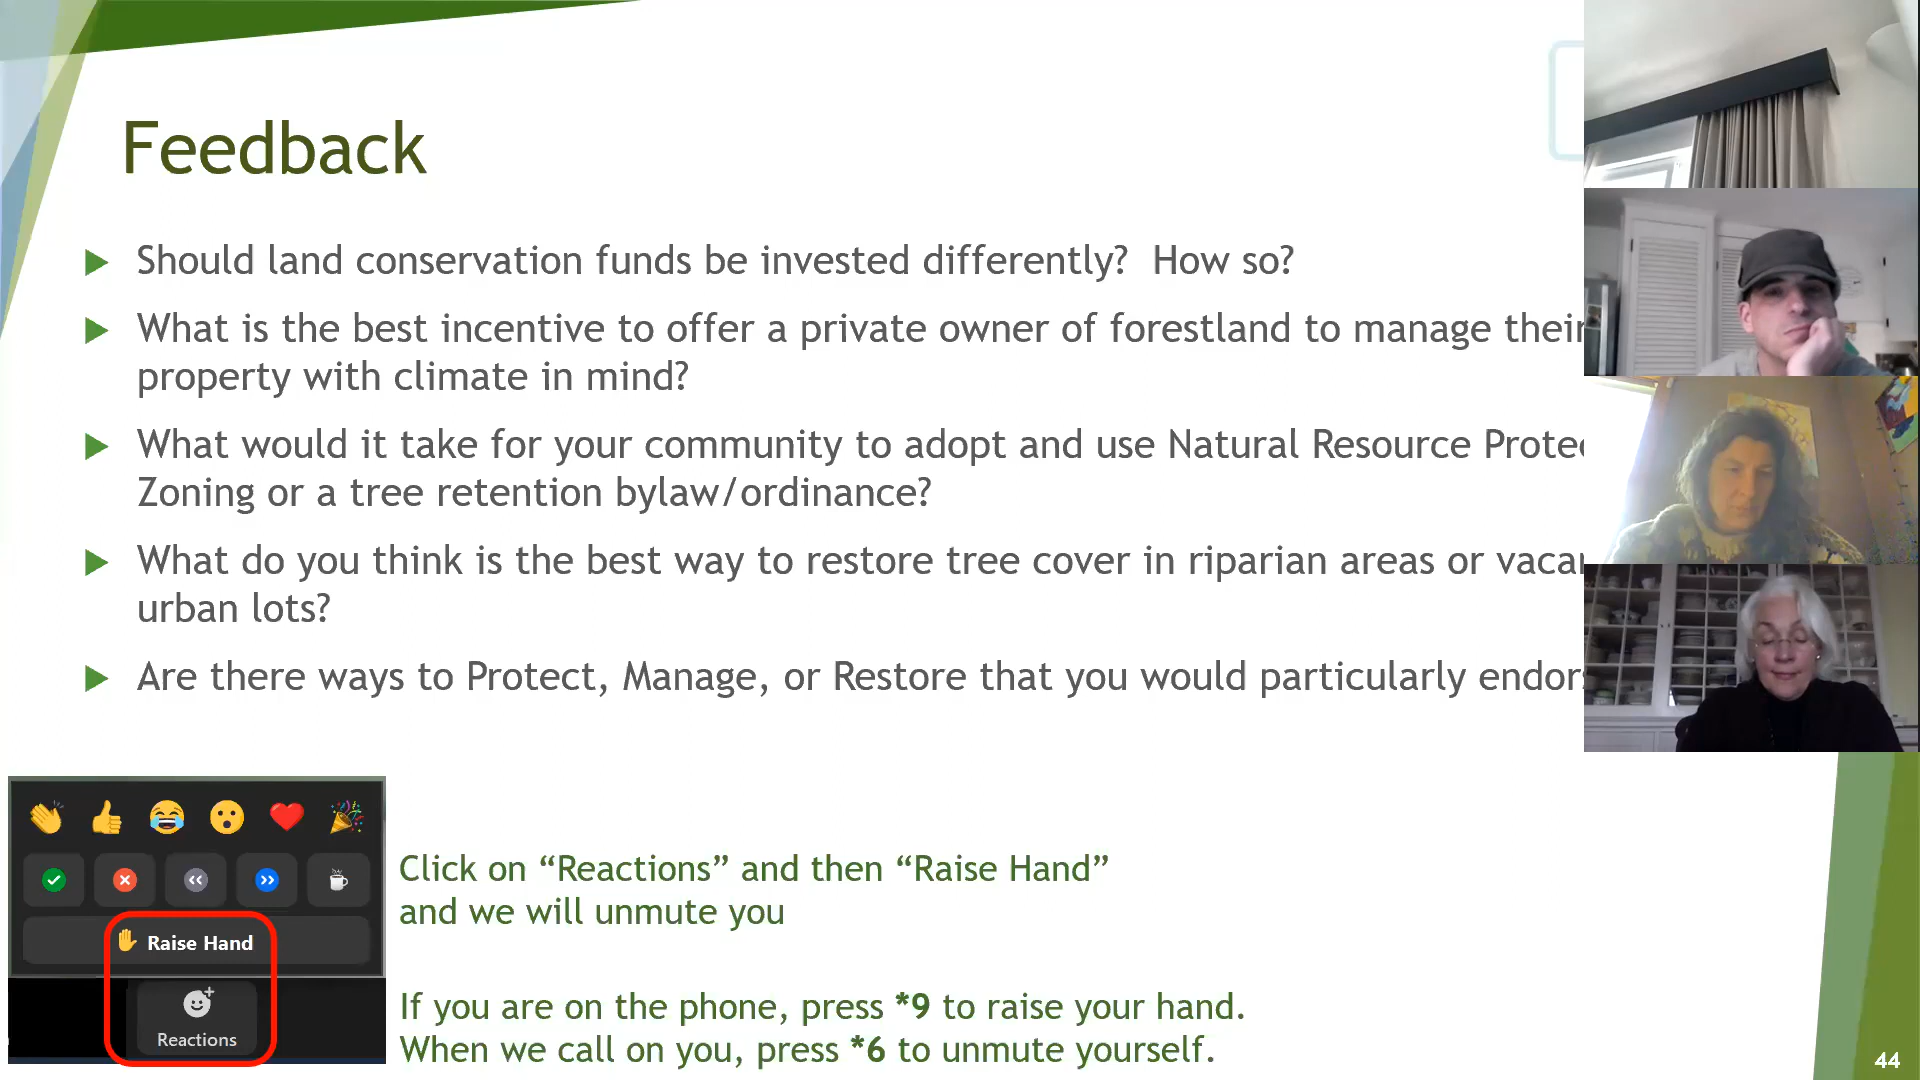 Feedback
Should land conservation funds be invested differently? How so?
What is the best incentive to offer a private owner of forestland to manage their
property with climate in mind?
What would it take for your community to adopt and use Natural Resource
Zoning or a tree retention bylaw/ordinance?
What do you think is the best way to restore tree cover in riparian areas or
urban lots?
Are there ways to Protect, Manage, or Restore that you would particularly
Raise Hand
Reactions
Click on “Reactions” and then “Raise Hand”
and we will unmute you
If you are on the phone, press *9 to raise your hand.
When we call on you, press *6 to unmute yourself.
44